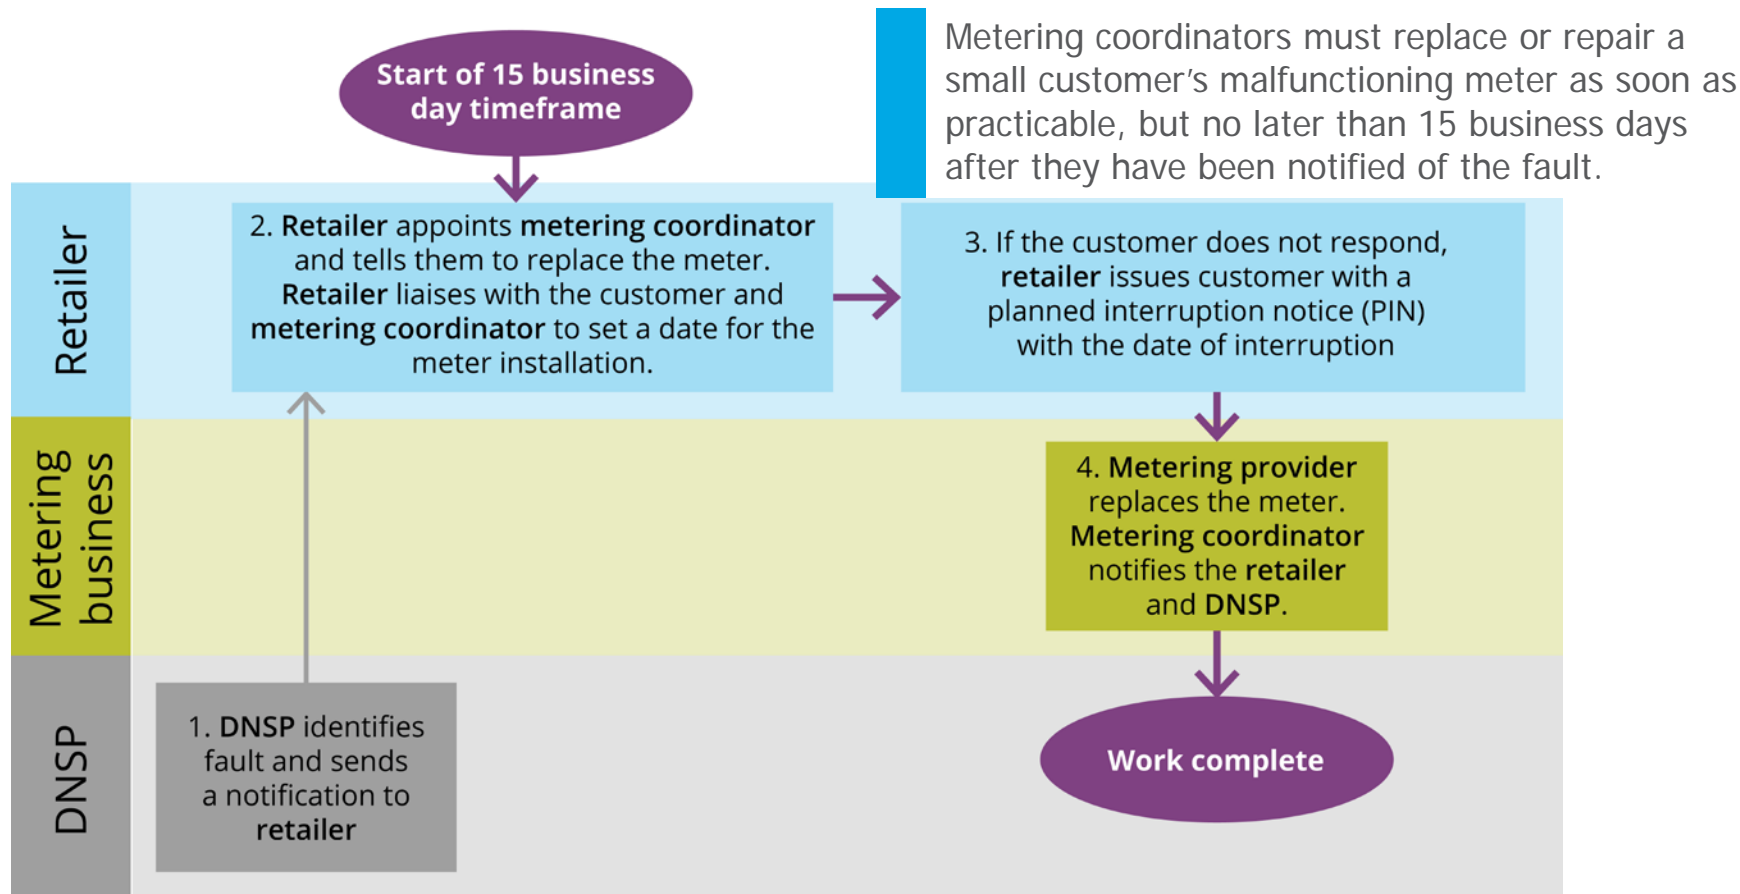 Start of 15 business
day timeframe
Metering coordinators must replace or repair a
small customer's malfunctioning meter as soon as
practicable, but no later than 15 business days
after they have been notified of the fault.
Retailer
2. Retailer appoints metering coordinator
and tells them to replace the meter.
Retailer liaises with the customer and
metering coordinator to set a date for the
meter installation.
3. If the customer does not respond,
retailer issues customer with a
planned interruption notice (PIN)
with the date of interruption
Metering
business
4. Metering provider
replaces the meter.
Metering coordinator
notifies the retailer
and DNSP.
DNSP
1. DNSP identifies
fault and sends
a notification to
retailer
Work complete